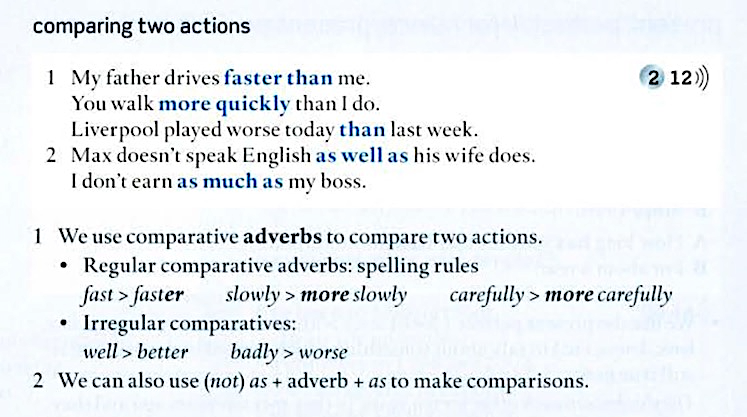 comparing two actions
1 My father drives faster than me.
2 12
You walk more quickly than I do.
Liverpool played worse today than last week.
2 Max doesn't speak English as well as his wife does.
I don't earn as much as my boss.
1 We use comparative adverbs to compare two actions.
• Regular comparative adverbs: spelling rules
fast > faster slowly > more slowly carefully > more carefully
• Irregular comparatives:
well > better badly > worse
2 We can also use (not) as + adverb + as to make comparisons.